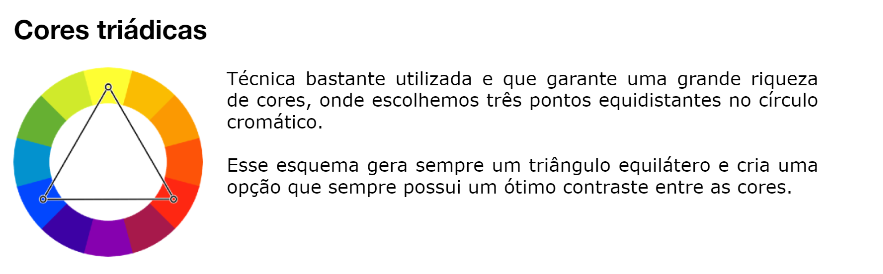 Cores triádicas
Técnica bastante utilizada e que garante uma grande riqueza
de cores, onde escolhemos três pontos equidistantes no círculo
cromático.
Esse esquema gera sempre um triângulo equilátero e cria uma
opção que sempre possui um ótimo contraste entre as cores.